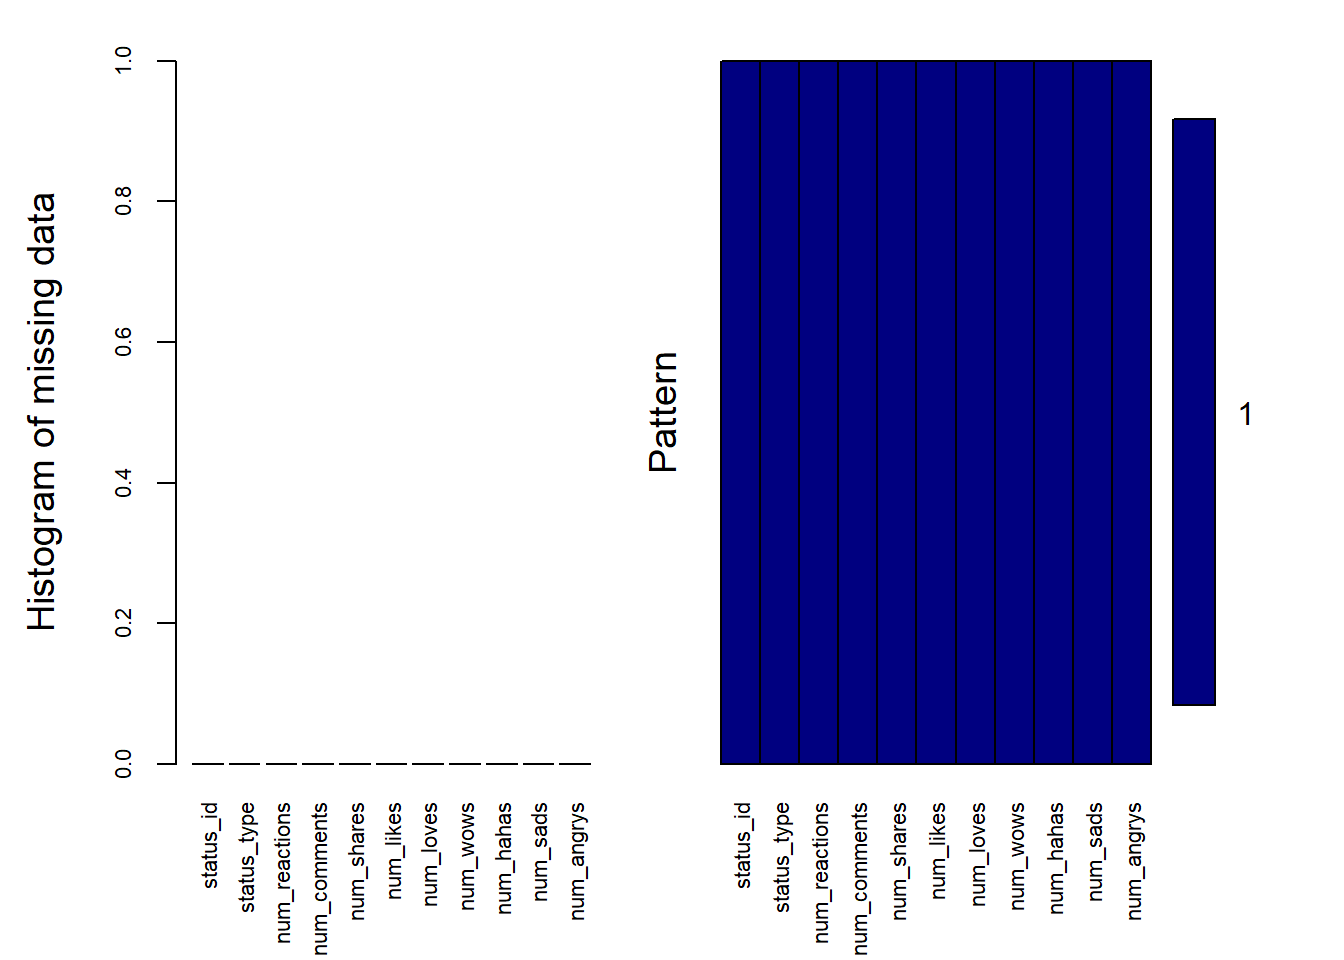 Histogram of missing data
1.0
0.8
0.6
0.4
0.2
0.0
status_id
status_type
num_reactions
num_comments
num_shares
num_likes
num_loves
num_wows
num_hahas
num_sads
num_angrys
Pattern
status_id
status_type
num_reactions
num_comments
num_shares
num_likes
num_loves
num_wows
num_hahas
num_sads
num_angrys
1